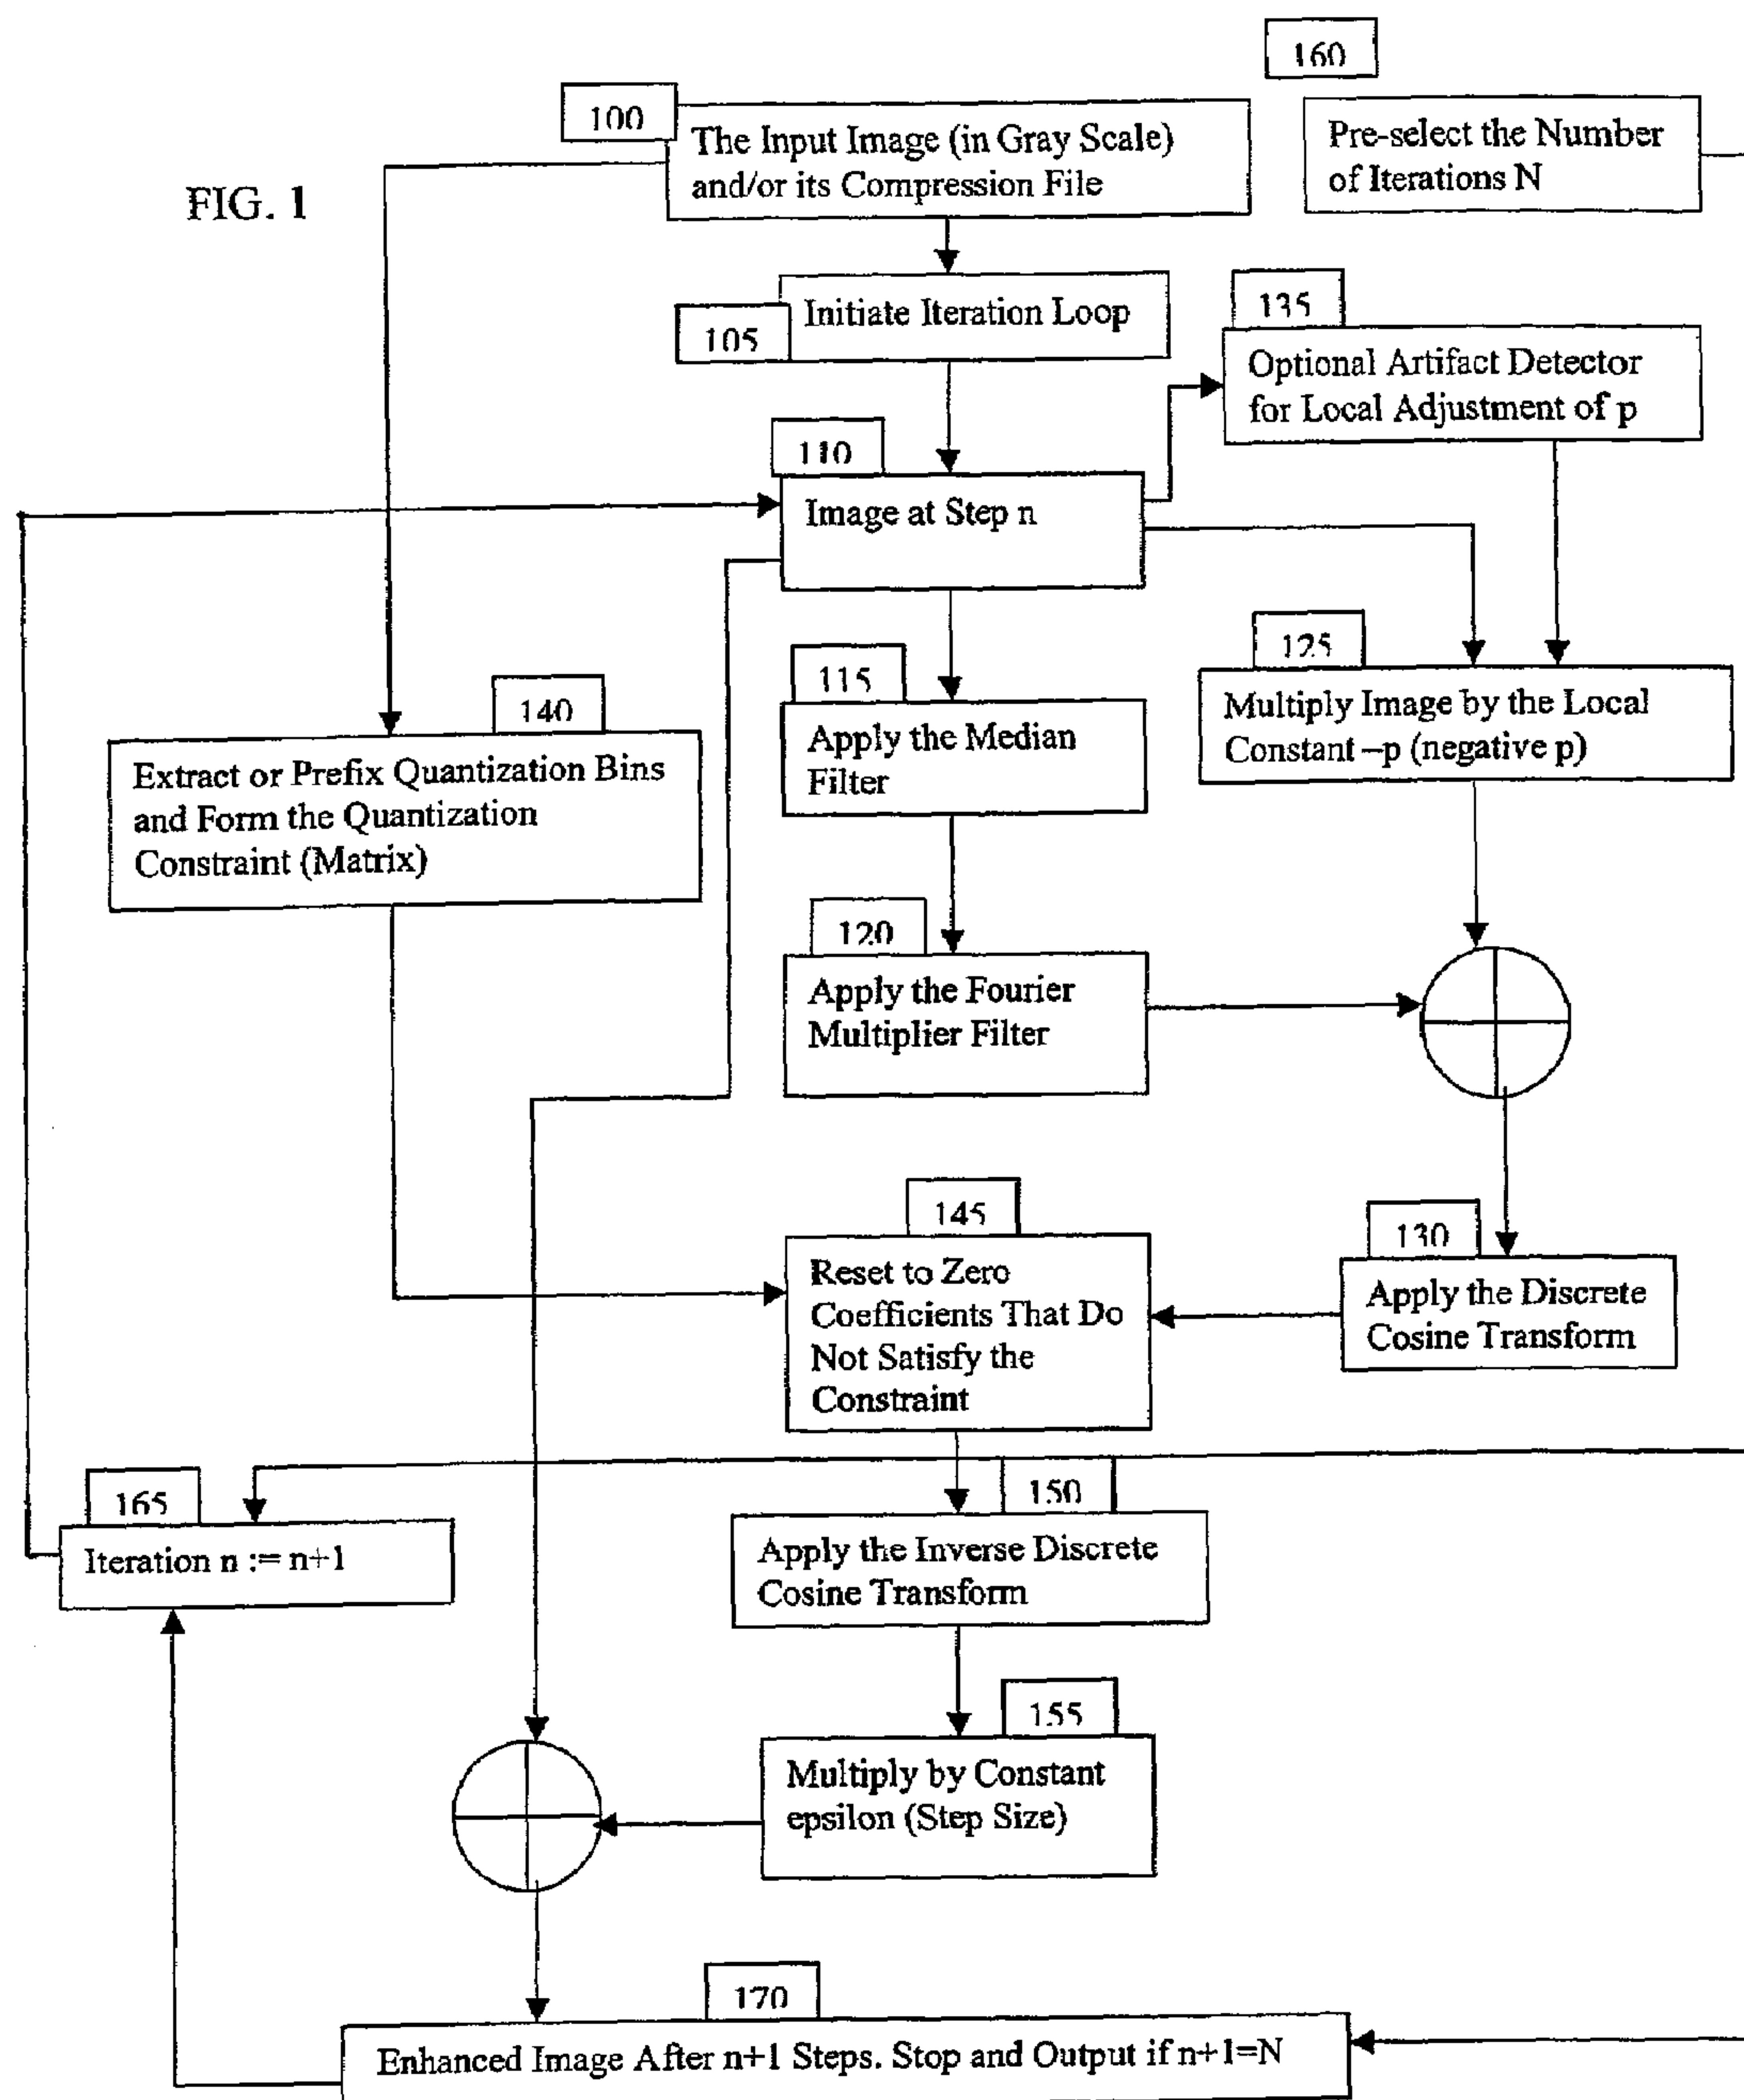 160
100
The Input Image (in Gray Scale)
and/or its Compression File
Pre-select the Number
of Iterations N
FIG. 1
105
Initiate Iteration Loop
135
Optional Artifact Detector
for Local Adjustment of p
110
Image at Step n
115
Apply the Median
Filter
125
Multiply Image by the Local
Constant –p (negative p)
140
Extract or Prefix Quantization Bins
and Form the Quantization
Constraint (Matrix)
120
Apply the Fourier
Multiplier Filter
145
Reset to Zero
Coefficients That Do
Not Satisfy the
Constraint
130
Apply the Discrete
Cosine Transform
165
Iteration n := n+1
150
Apply the Inverse Discrete
Cosine Transform
155
Multiply by Constant
epsilon (Step Size)
170
Enhanced Image After n+1 Steps. Stop and Output if n+1=N